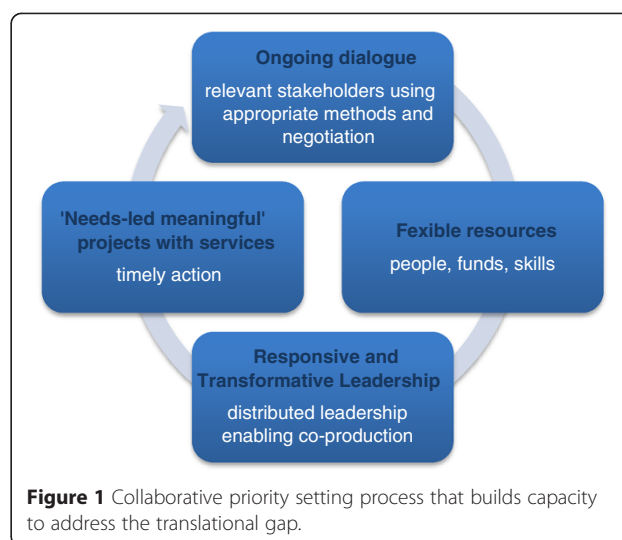 Ongoing dialogue
relevant stakeholders using
appropriate methods and
negotiation
'Needs-led meaningful'
projects with services
timely action
Fexible resources
people, funds, skills
Responsive and
Transformative Leadership
distributed leadership
enabling co-production
Figure 1 Collaborative priority setting process that builds capacity
to address the translational gap.